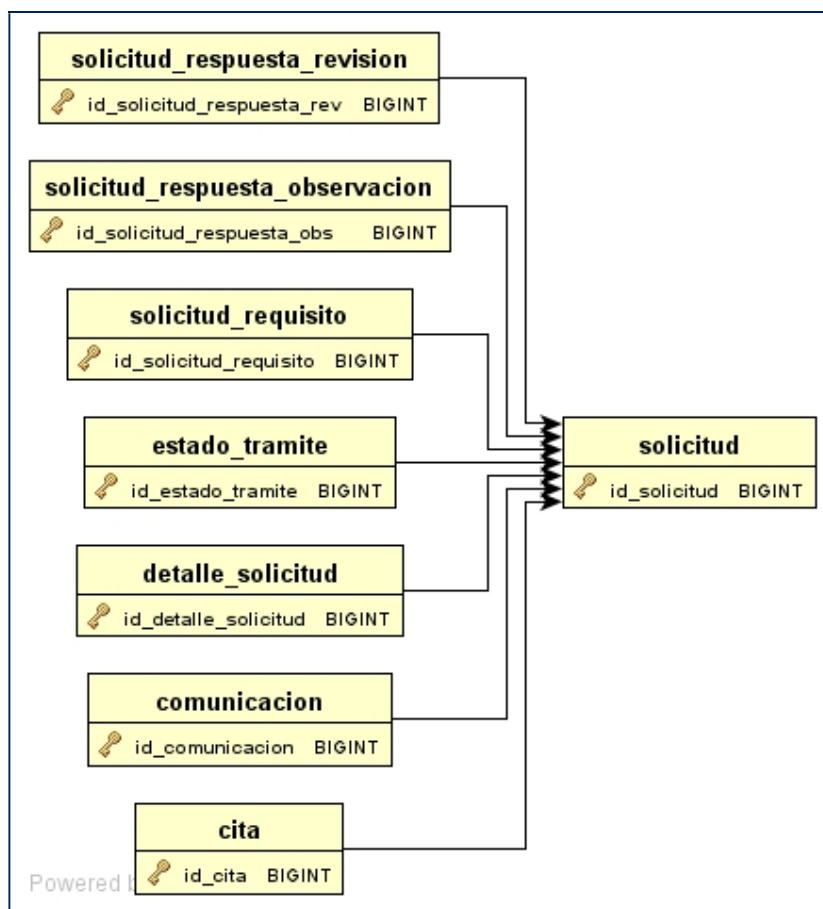 solicitud_respuesta_revision
id_solicitud_respuesta_rev BIGINT
solicitud_respuesta_observacion
id_solicitud_respuesta_obs BIGINT
solicitud_requisito
id_solicitud_requisito BIGINT
estado_tramite
id_estado_tramite BIGINT
solicitud
id_solicitud BIGINT
detalle_solicitud
id_detalle_solicitud BIGINT
comunicacion
id_comunicacion BIGINT
cita
id_cita BIGINT
Powered